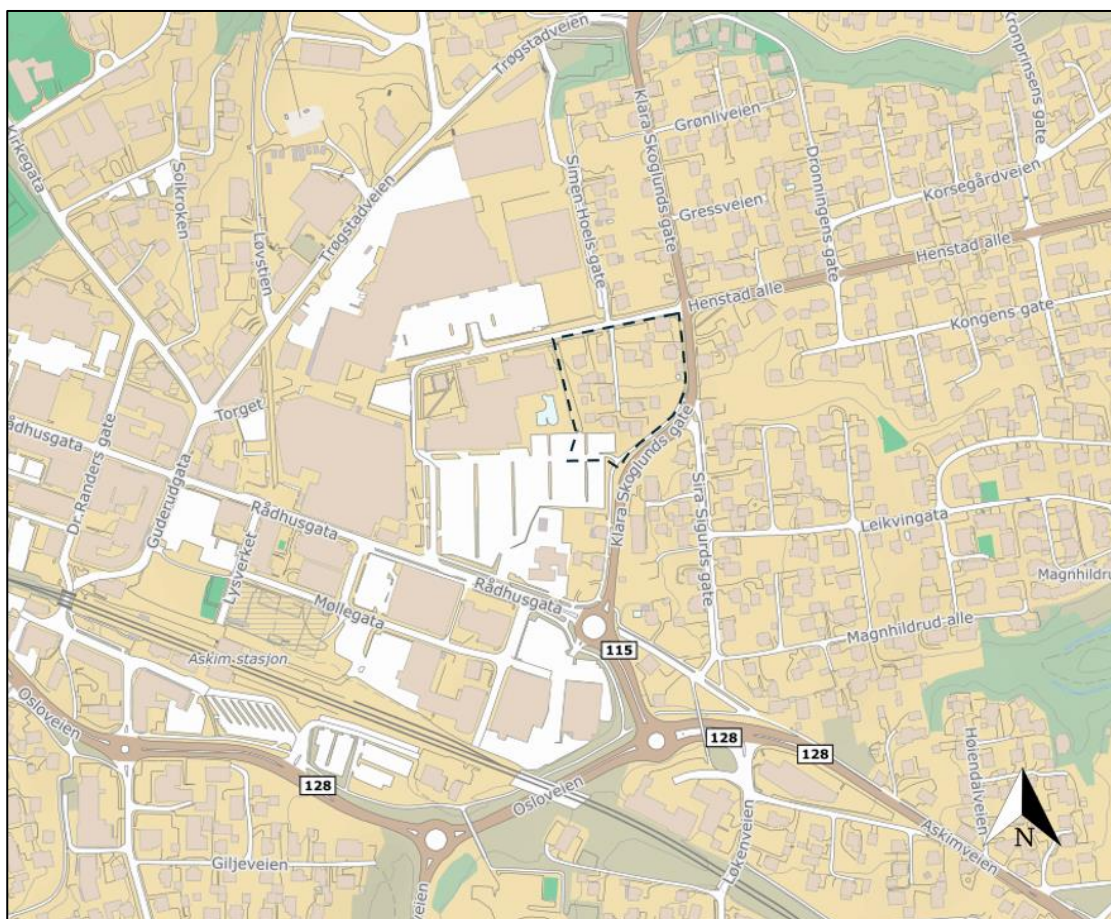 Trøgstadveien
Kronprinsens gate
Klara Skoglunds gate
Grønliveien
Dronningens gate
Korsegårdveien
Kirkegata
Solkroken
Løvstien
Trøgstadveien
Simen Hoels gate
Gressveien
Henstad alle
Henstad alle
Kongens gate
Torget
Rådhusgata
Dr. Randers gate
Guderudgata
Rådhusgata
Klara Skoglunds gate
Sira Sigurds gate
Leikvingata
Lysverket
Møllegata
Rådhusgata
Magnhildrud
Magnhildrud alle
Askim stasjon
115
Osloveien
128
128
128
Osloveien
Høiendalveien
N
Giljeveien
Løkenveien
Askimveien
veien